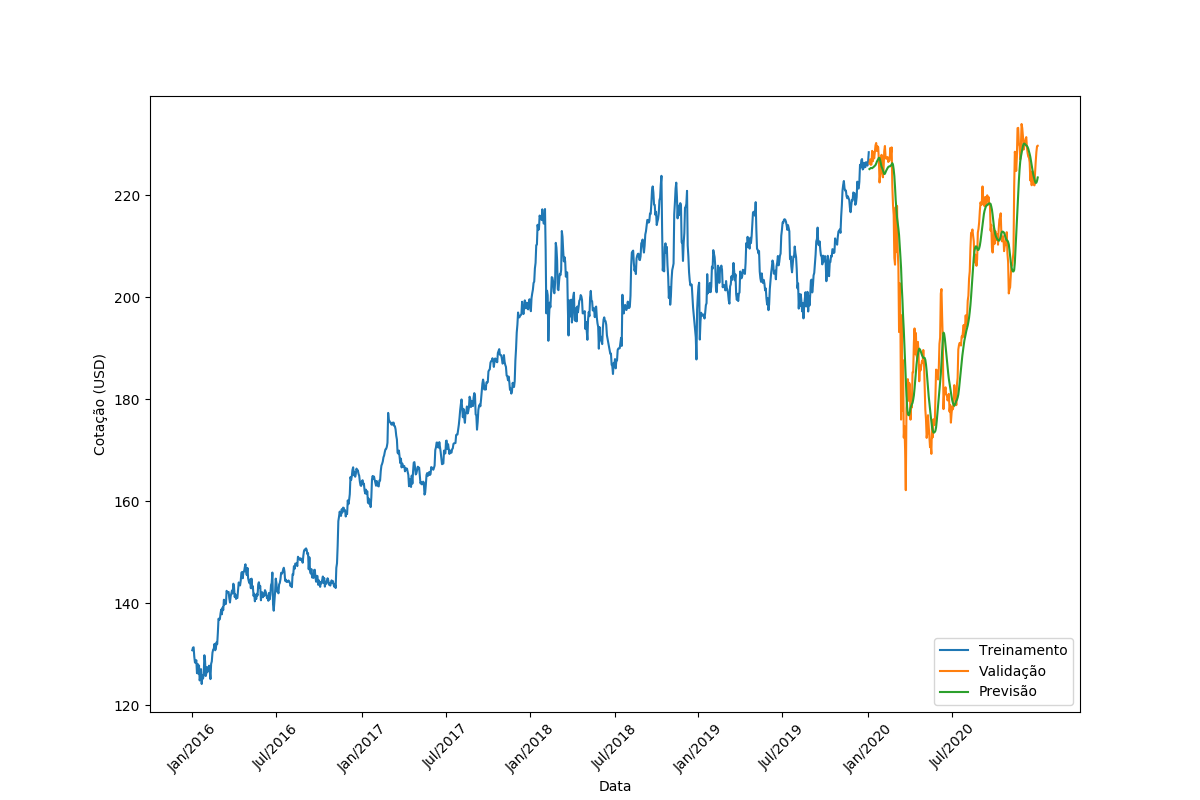 220
200
180
160
140
120
Cotação (USD)
Jan/2016
Jul/2016
Jan/2017
Jul/2017
Jan/2018
Jul/2018
Jan/2019
Jul/2019
Jan/2020
Jul/2020
Data
Treinamento
Validação
Previsão